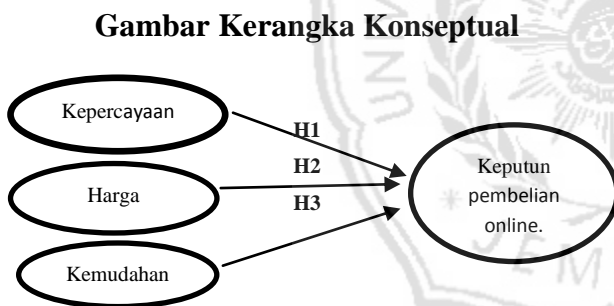 Gambar Kerangka Konseptual
Kepercayaan
H1
H2
Harga
H3
Keputun
pembelian
online.
Kemudahan